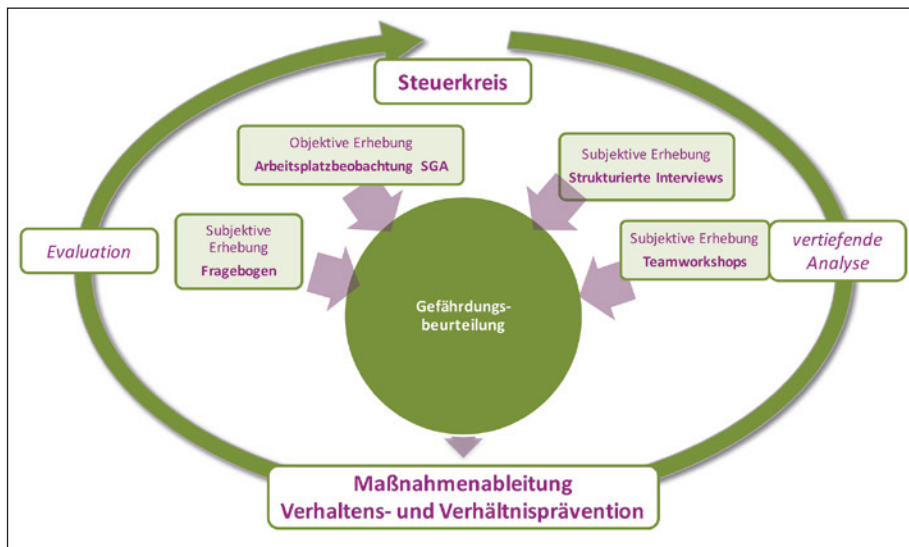 Steuerkreis
Objektive Erhebung
Arbeitsplatzbeobachtung SGA
Subjektive Erhebung
Strukturierte Interviews
Evaluation
Subjektive
Erhebung
Fragebogen
Subjektive Erhebung
Teamworkshops
vertiefende
Analyse
Gefährdungs-
beurteilung
Maßnahmenableitung
Verhaltens- und Verhältnisprävention